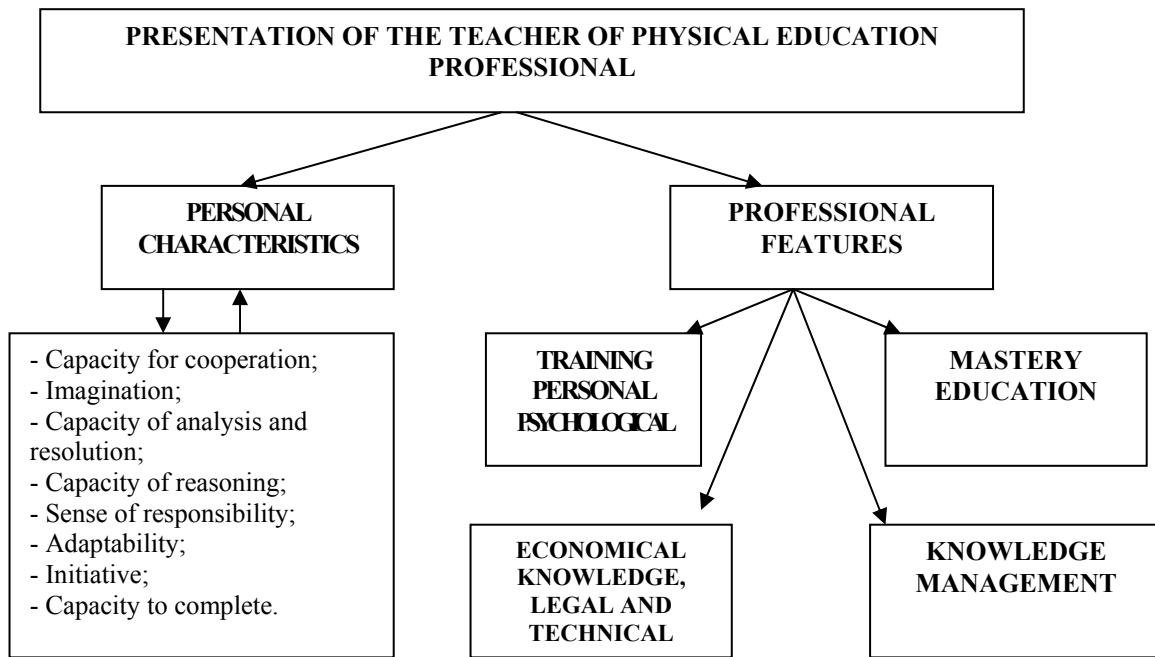 PRESENTATION OF THE TEACHER OF PHYSICAL EDUCATION
PROFESSIONAL
PERSONAL
CHARACTERISTICS
PROFESSIONAL
FEATURES
- Capacity for cooperation;
- Imagination;
- Capacity of analysis and
resolution;
- Capacity of reasoning;
- Sense of responsibility;
- Adaptability;
- Initiative;
- Capacity to complete.
TRAINING
PERSONAL
PSYCHOLOGICAL
MASTERY
EDUCATION
ECONOMICAL
KNOWLEDGE,
LEGAL AND
TECHNICAL
KNOWLEDGE
MANAGEMENT